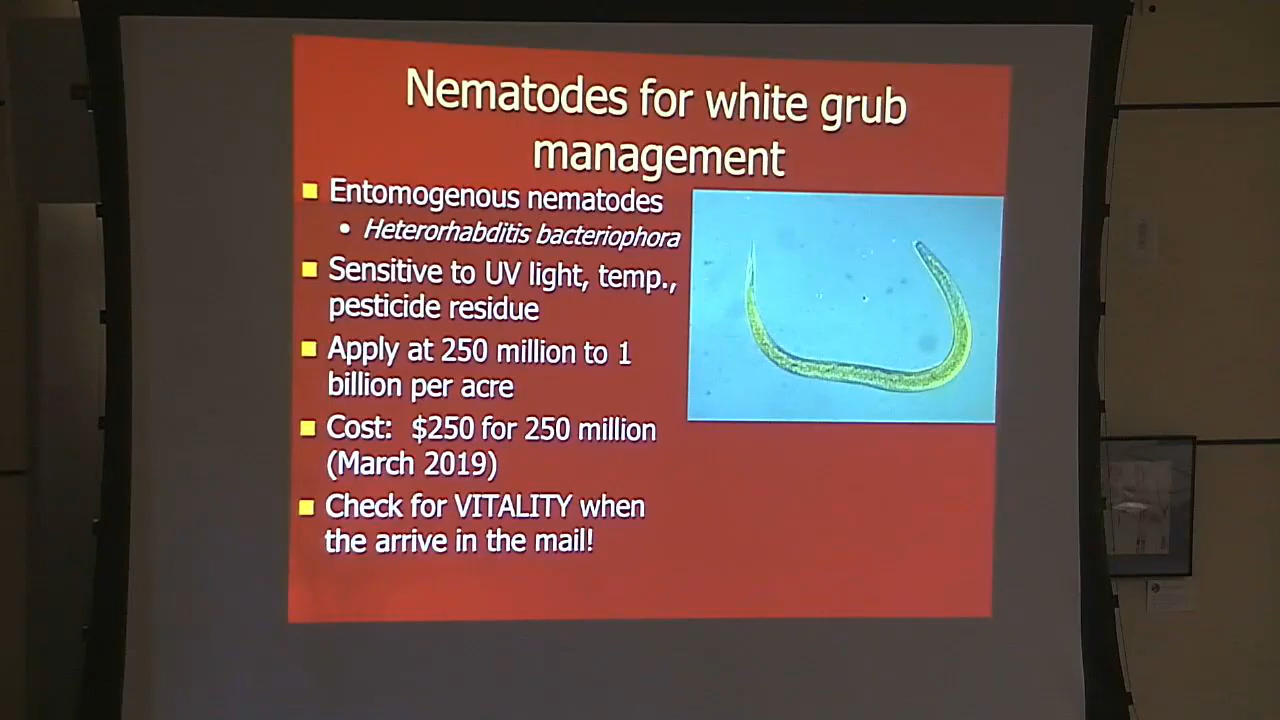 Nematodes for white grub
management
Entomogenous nematodes
• Heterorhabditis bacteriophora
Sensitive to UV light, temp.,
pesticide residue
Apply at 250 million to 1
billion per acre
Cost: $250 for 250 million
(March 2019)
Check for VITALITY when
the arrive in the mail!